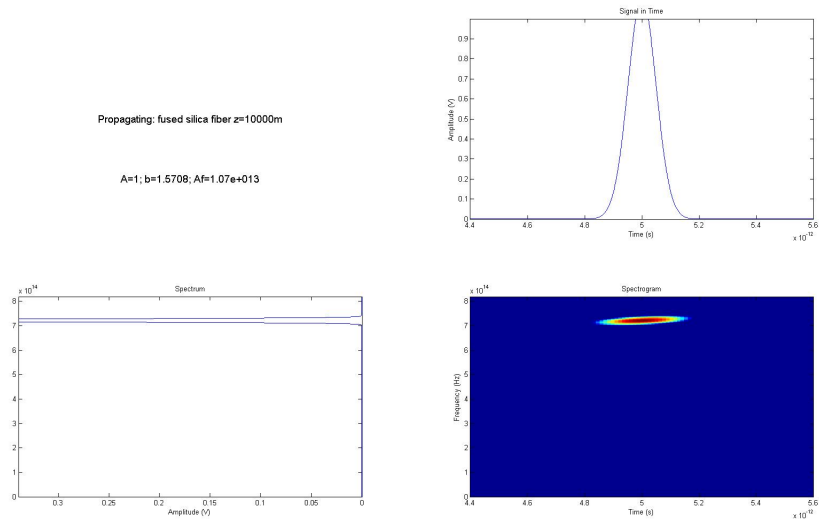 Signal in Time
0.9
0.8
0.7
0.6
0.5
0.4
0.3
0.2
0.1
0
Amplitude (V)
4.4 4.6 4.8 5 5.2 5.4 5.6
Time (s)
x 10^-12
Propagating: fused silica fiber z=10000m
A=1; b=1.5708; Af=1.07e+013
Spectrum
x 10^14
8
7
6
5
4
3
2
1
0
0.3 0.25 0.2 0.15 0.1 0.05 0
Amplitude (V)
Spectrogram
x 10^14
8
7
6
5
4
3
2
1
0
Frequency (Hz)
4.4 4.6 4.8 5 5.2 5.4 5.6
Time (s)
x 10^-12